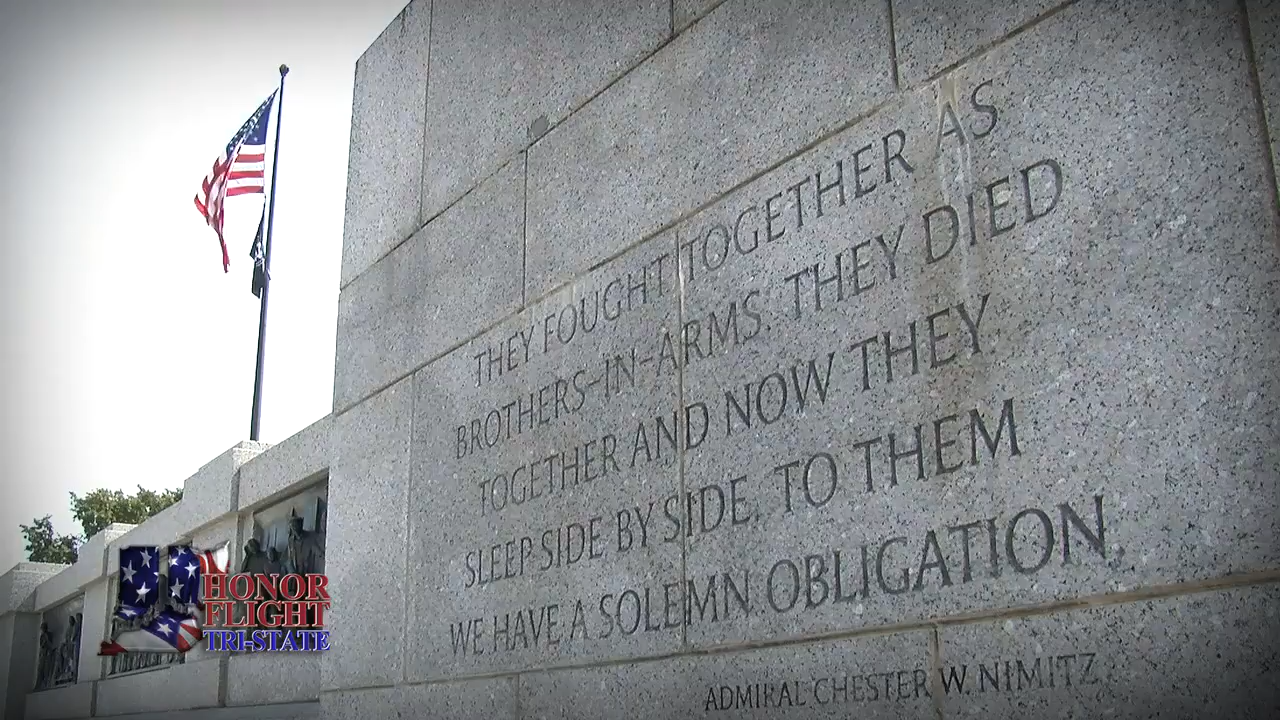 THEY FOUGHT TOGETHER AS
BROTHERS-IN-ARMS. THEY DIED
TOGETHER AND NOW THEY
SLEEP SIDE BY SIDE. TO THEM
WE HAVE A SOLEMN OBLIGATION.
ADMIRAL CHESTER W. NIMITZ
HONOR
FLIGHT
TRI-STATE